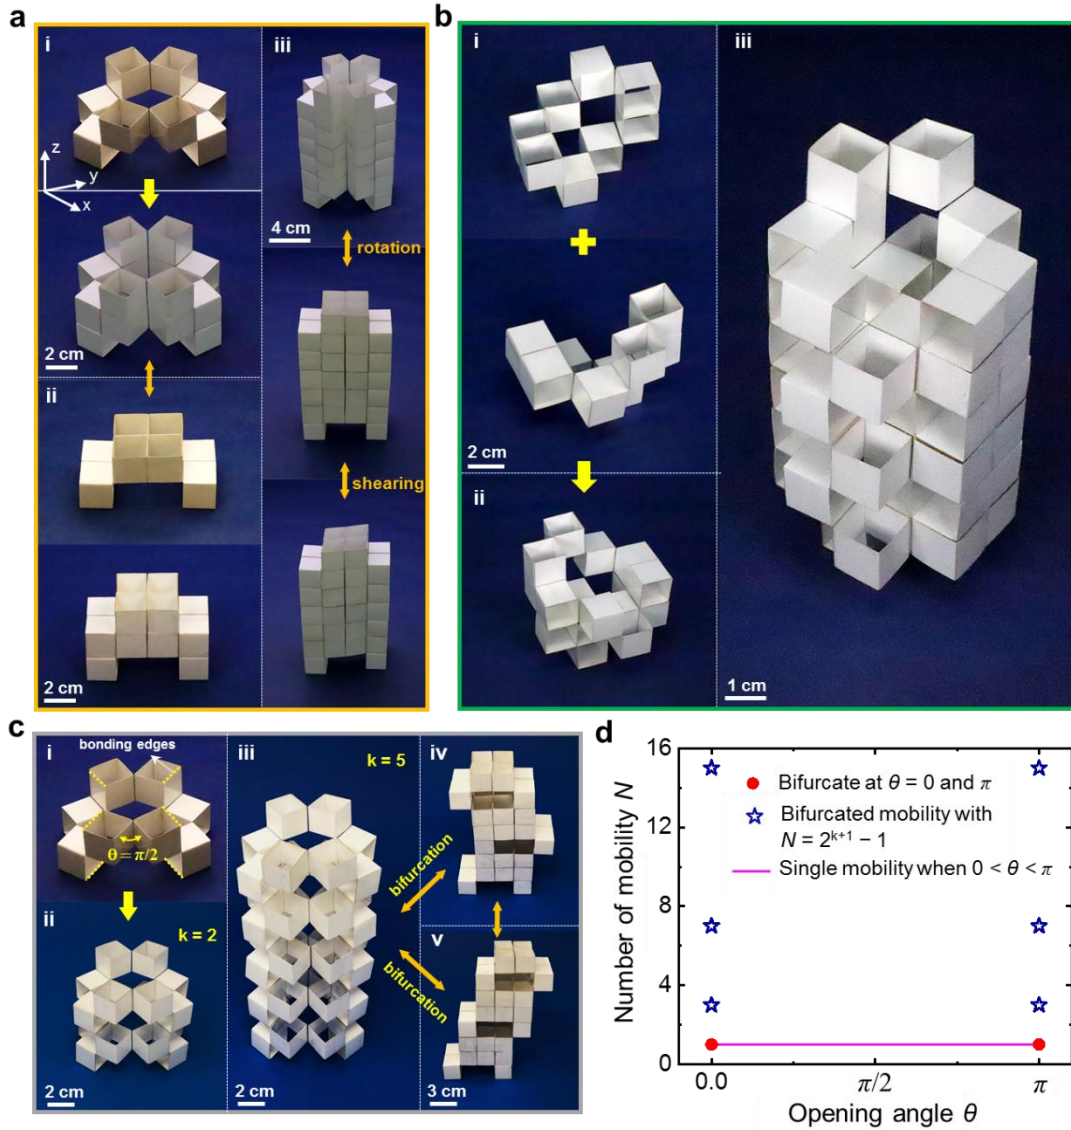 a
i
z
y
x
2 cm
ii
2 cm
iii
4 cm
rotation
shearing
b
i
2 cm
ii
iii
1 cm
c
i
bonding edges
θ = π/2
ii
k = 2
2 cm
iii
k = 5
2 cm
bifurcation
bifurcation
iv
v
3 cm
d
Number of mobility N
16
12
8
4
0
Bifurcate at θ = 0 and π
Bifurcated mobility with
N = 2ᵏ⁺¹ − 1
Single mobility when 0 < θ < π
0.0
π/2
π
Opening angle θ